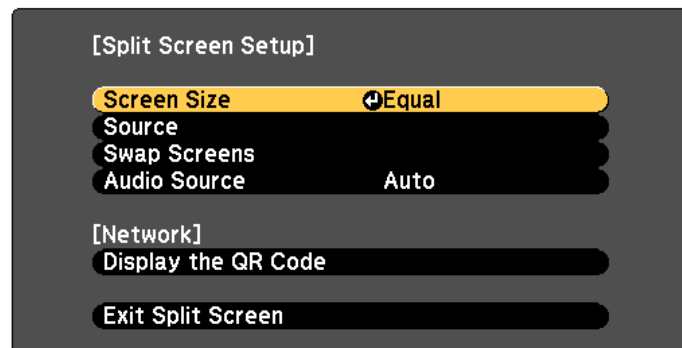 [Split Screen Setup]
Screen Size Equal
Source
Swap Screens
Audio Source Auto
[Network]
Display the QR Code
Exit Split Screen